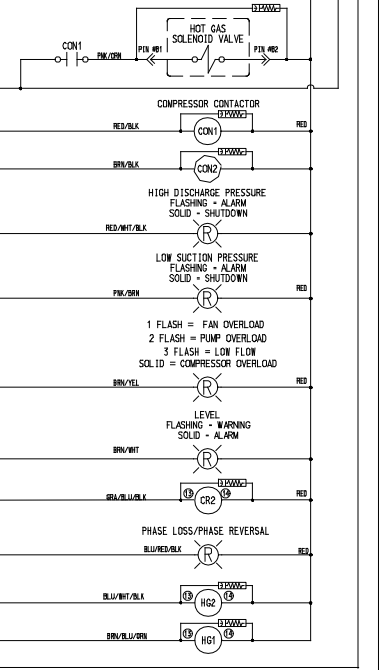 HOT GAS
SOLENOID VALVE
CON1
PNK/ORN
PIN #81
PIN #82
COMPRESSOR CONTACTOR
RED/BLK
CON1
RED
BRN/BLK
CON2
HIGH DISCHARGE PRESSURE
FLASHING - ALARM
SOLID - SHUTDOWN
RED/WHT/BLK
R
LOW SUCTION PRESSURE
FLASHING - ALARM
SOLID - SHUTDOWN
PNK/BRN
R
RED
1 FLASH = FAN OVERLOAD
2 FLASH = PUMP OVERLOAD
3 FLASH = LOW FLOW
SOLID = COMPRESSOR OVERLOAD
BRN/YEL
R
RED
LEVEL
FLASHING - WARNING
SOLID - ALARM
BRN/WHT
R
GRA/BLU/BLK
13
CR2
14
RED
PHASE LOSS/PHASE REVERSAL
BLU/RED/BLK
R
RED
BLU/WHT/BLK
13
HG2
14
BRN/BLU/ORN
13
HG1
14